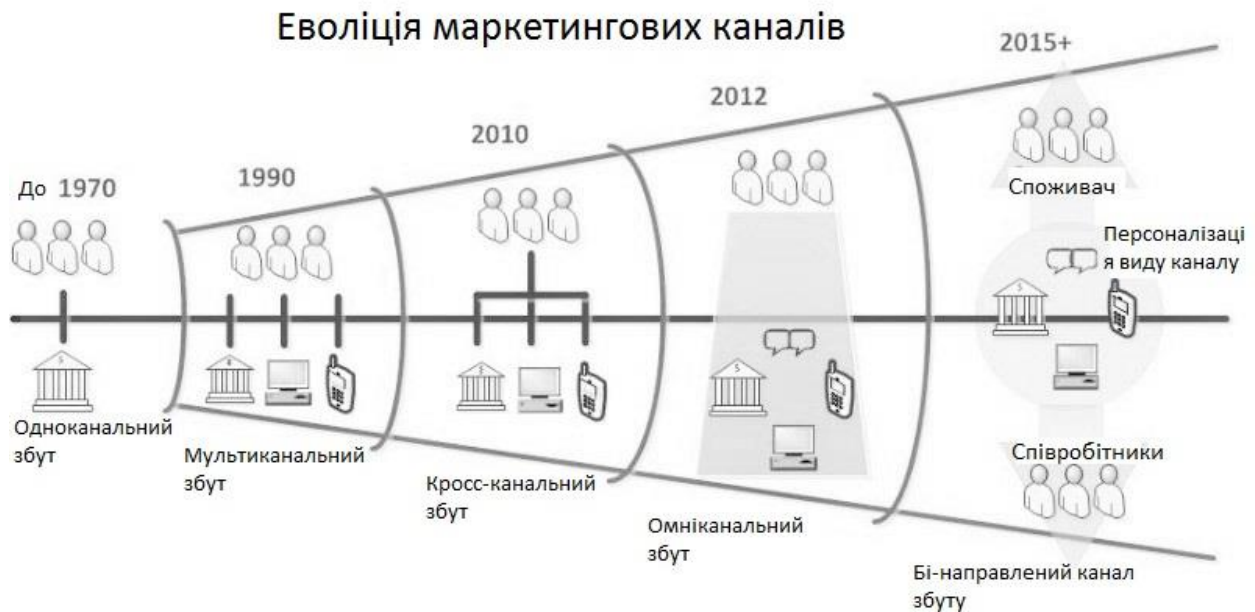 Еволіція маркетингових каналів
До 1970
1990
2010
2012
2015+
Споживач
Персоналізаці
я виду каналу
Співробітники
Одноканальний
збут
Мультиканальний
збут
Кросс-канальний
збут
Омніканальний
збут
Бі-направлений канал
збуту